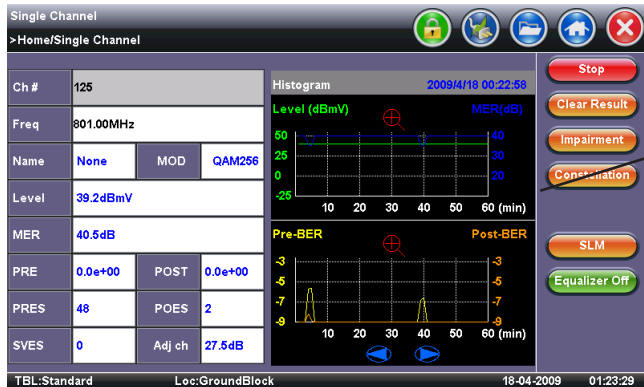 Single Channel
>Home/Single Channel
Ch # 125
Freq 801.00MHz
Name None MOD QAM256
Level 39.2dBmV
MER 40.5dB
PRE 0.0e+00 POST 0.0e+00
PRES 48 POES 2
SVES 0 Adj ch 27.5dB
Histogram 2009/4/18 00:22:58
Level (dBmV) MER(dB)
50 40
25 30
0 20
-25
10 20 30 40 50 60 (min)
Pre-BER Post-BER
-3 -3
-5 -5
-7 -7
-9 -9
10 20 30 40 50 60 (min)
Stop
Clear Result
Impairment
Constellation
SLM
Equalizer Off
TBL:Standard Loc:GroundBlock 18-04-2009 01:23:29